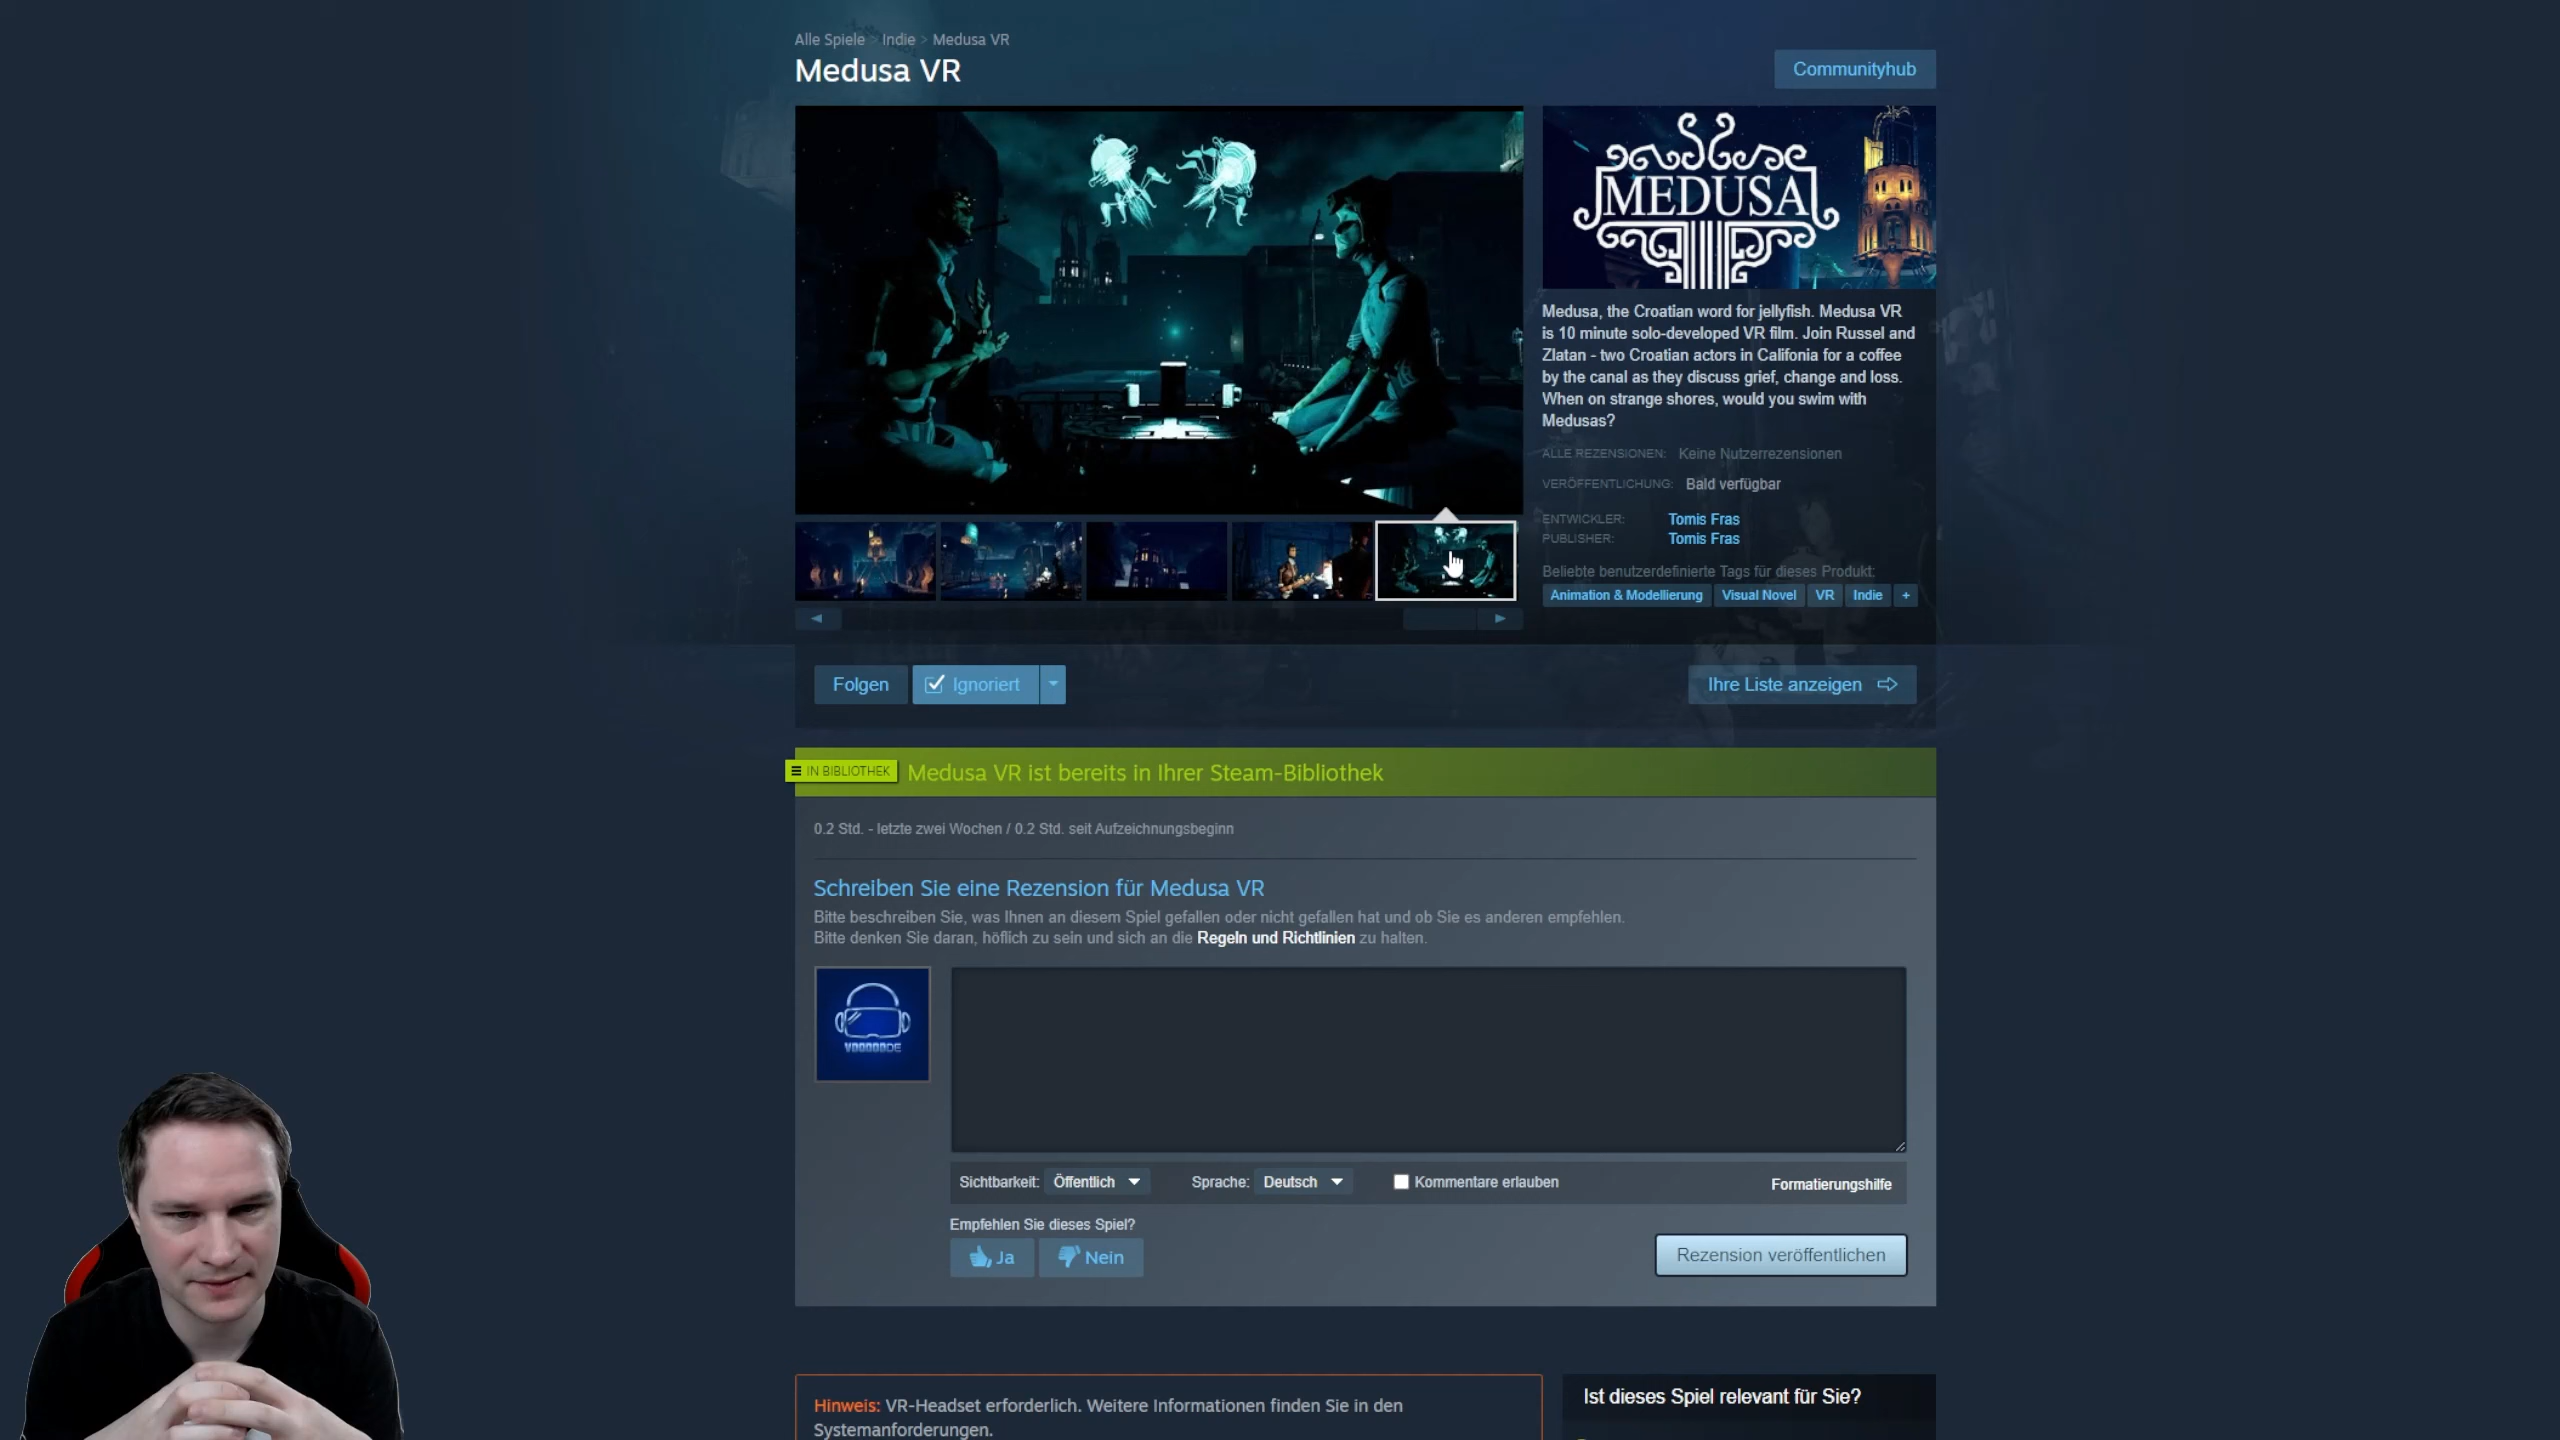 Alle Spiele > Indie > Medusa VR
Medusa VR
Communityhub
MEDUSA
Medusa, the Croatian word for jellyfish. Medusa VR
is 10 minute solo-developed VR film. Join Russel and
Zlatan - two Croatian actors in Califonia for a coffee
by the canal as they discuss grief, change and loss.
When on strange shores, would you swim with
Medusas?
ALLE REZENSIONEN: Keine Nutzerrezensionen
VERÖFFENTLICHUNG: Bald verfügbar
ENTWICKLER: Tomis Fras
PUBLISHER: Tomis Fras
Beliebte benutzerdefinierte Tags für dieses Produkt:
Animation & Modellierung Visual Novel VR Indie +
Folgen Ignoriert
Ihre Liste anzeigen
IN BIBLIOTHEK Medusa VR ist bereits in Ihrer Steam-Bibliothek
0.2 Std. - letzte zwei Wochen / 0.2 Std. seit Aufzeichnungsbeginn
Schreiben Sie eine Rezension für Medusa VR
Bitte beschreiben Sie, was Ihnen an diesem Spiel gefallen oder nicht gefallen hat und ob Sie es anderen empfehlen.
Bitte denken Sie daran, höflich zu sein und sich an die Regeln und Richtlinien zu halten.
Sichtbarkeit: Öffentlich Sprache: Deutsch Kommentare erlauben Formatierungshilfe
Empfehlen Sie dieses Spiel?
Ja Nein
Rezension veröffentlichen
Hinweis: VR-Headset erforderlich. Weitere Informationen finden Sie in den
Systemanforderungen.
Ist dieses Spiel relevant für Sie?